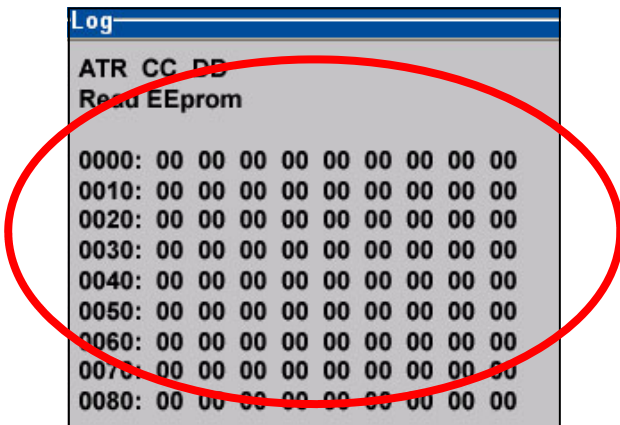 Log
ATR CC DD
Read EEprom
0000: 00 00 00 00 00 00 00 00 00
0010: 00 00 00 00 00 00 00 00 00
0020: 00 00 00 00 00 00 00 00 00
0030: 00 00 00 00 00 00 00 00 00
0040: 00 00 00 00 00 00 00 00 00
0050: 00 00 00 00 00 00 00 00 00
0060: 00 00 00 00 00 00 00 00 00
0070: 00 00 00 00 00 00 00 00 00
0080: 00 00 00 00 00 00 00 00 00